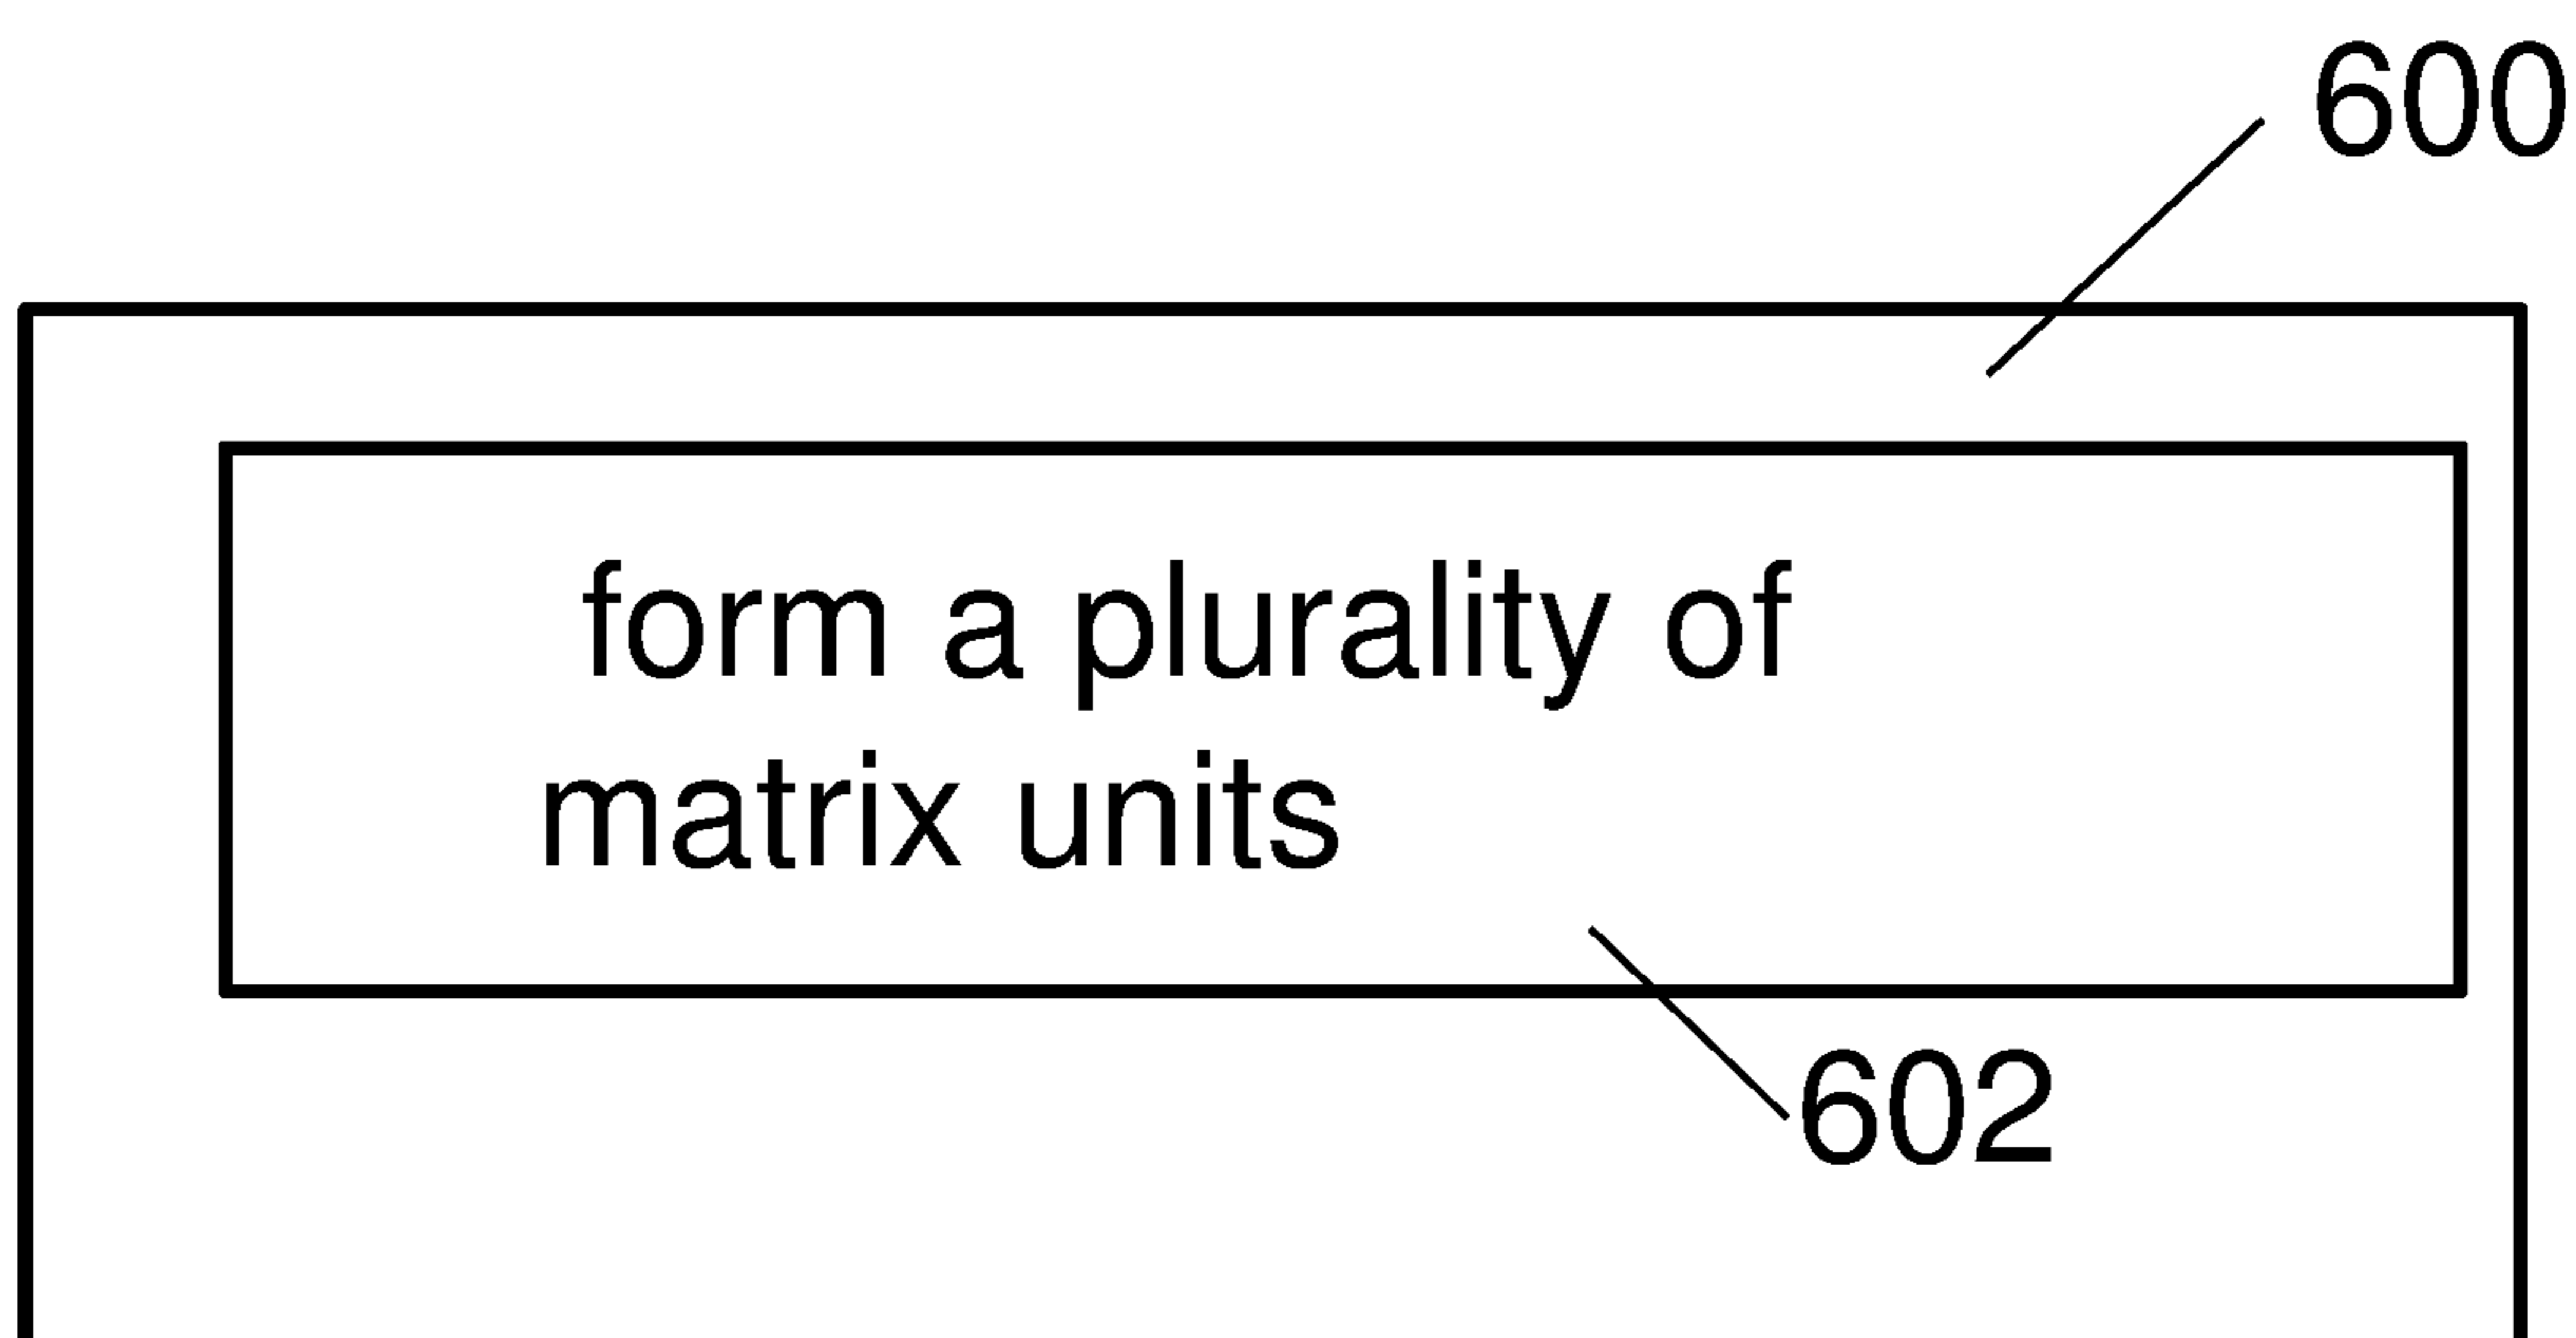 600
form a plurality of
matrix units
602